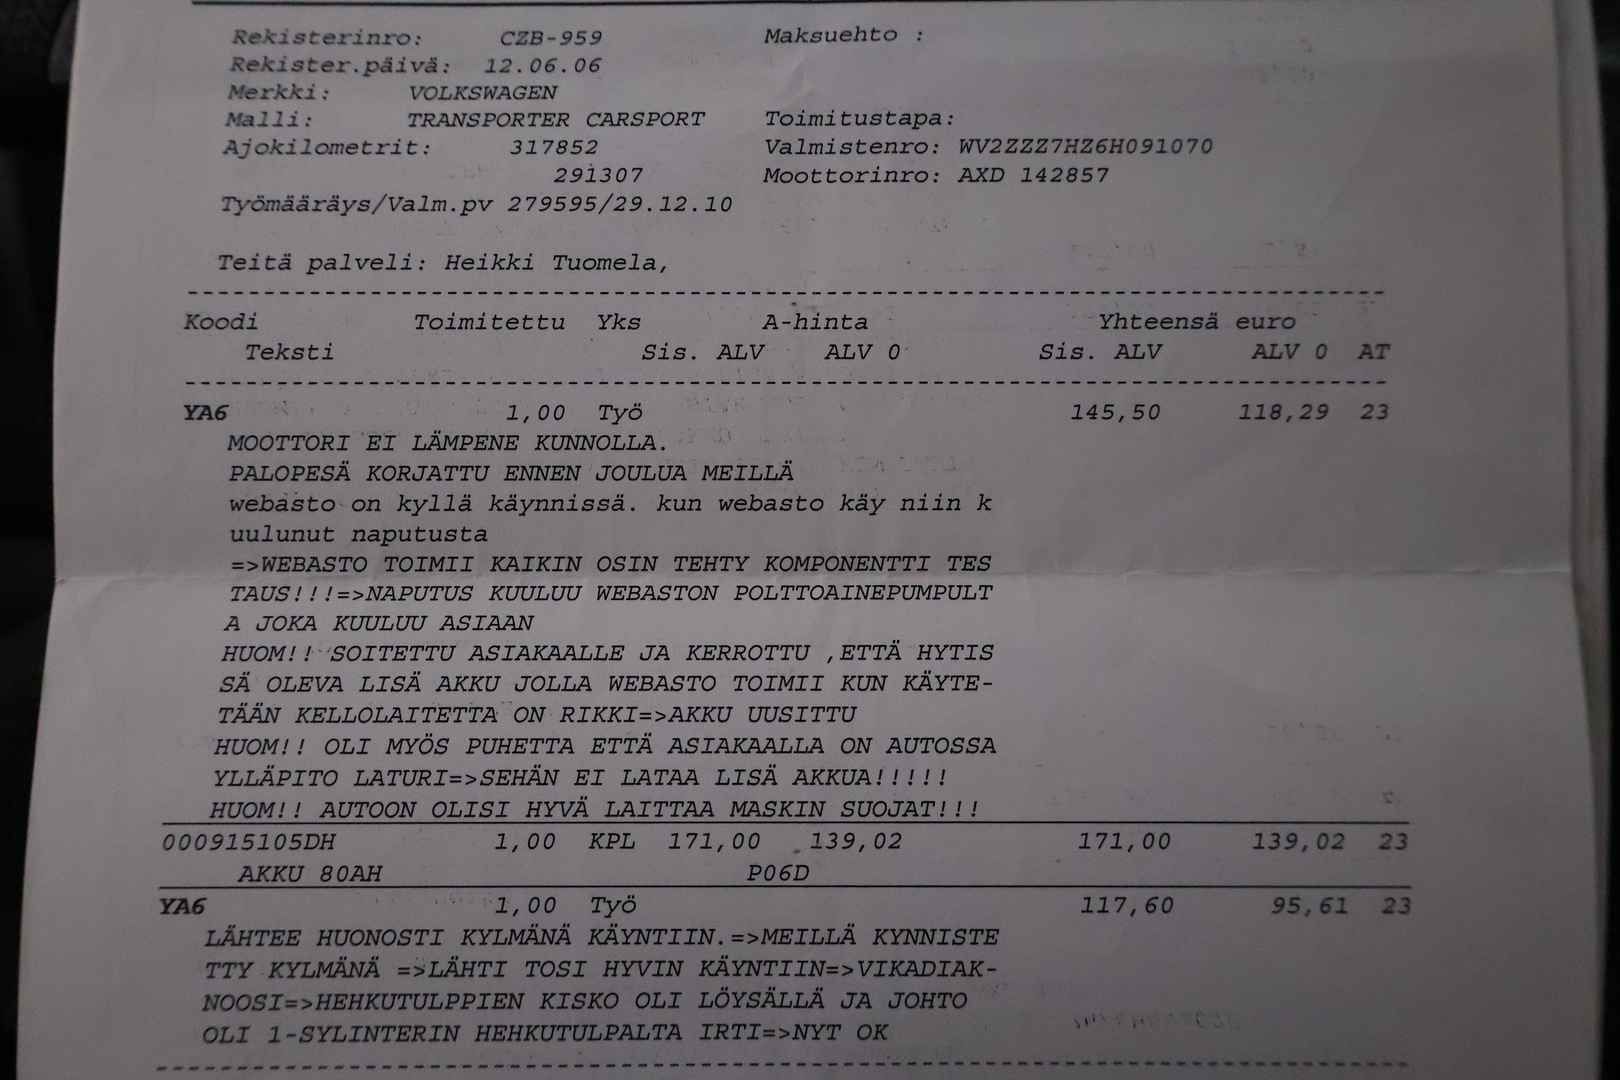 Rekisterinro: CZB-959 Maksuehto :
Rekister.päivä: 12.06.06
Merkki: VOLKSWAGEN
Malli: TRANSPORTER CARSPORT Toimitustapa:
Ajokilometrit: 317852 Valmistenro: WV2ZZZ7HZ6H091070
291307 Moottorinro: AXD 142857
Työmääräys/Valm.pv 279595/29.12.10
Teitä palveli: Heikki Tuomela,
Koodi Toimitettu Yks A-hinta Yhteensä euro
Teksti Sis. ALV ALV 0 Sis. ALV ALV 0 AT
YA6 1,00 Työ 145,50 118,29 23
MOOTTORI EI LÄMPENE KUNNOLLA.
PALOPESÄ KORJATTU ENNEN JOULUA MEILLÄ
webasto on kyllä käynnissä. kun webasto käy niin k
uulunut naputusta
=>WEBASTO TOIMII KAIKIN OSIN TEHTY KOMPONENTTI TES
TAUS!!!=>NAPUTUS KUULUU WEBASTON POLTTOAINEPUMPULT
A JOKA KUULUU ASIAAN
HUOM!! SOITETTU ASIAKAALLE JA KERROTTU ,ETTÄ HYTIS
SÄ OLEVA LISÄ AKKU JOLLA WEBASTO TOIMII KUN KÄYTE-
TÄÄN KELLOLAITETTA ON RIKKI=>AKKU UUSITTU
HUOM!! OLI MYÖS PUHETTA ETTÄ ASIAKAALLA ON AUTOSSA
YLLÄPITO LATURI=>SEHÄN EI LATAA LISÄ AKKUA!!!!!
HUOM!! AUTOON OLISI HYVÄ LAITTAA MASKIN SUOJAT!!!
000915105DH 1,00 KPL 171,00 139,02 171,00 139,02 23
AKKU 80AH P06D
YA6 1,00 Työ 117,60 95,61 23
LÄHTEE HUONOSTI KYLMÄNÄ KÄYNTIIN.=>MEILLÄ KYNNISTE
TTY KYLMÄNÄ =>LÄHTI TOSI HYVIN KÄYNTIIN=>VIKADIAK-
NOOSI=>HEHKUTULPPIEN KISKO OLI LÖYSÄLLÄ JA JOHTO
OLI 1-SYLINTERIN HEHKUTULPALTA IRTI=>NYT OK